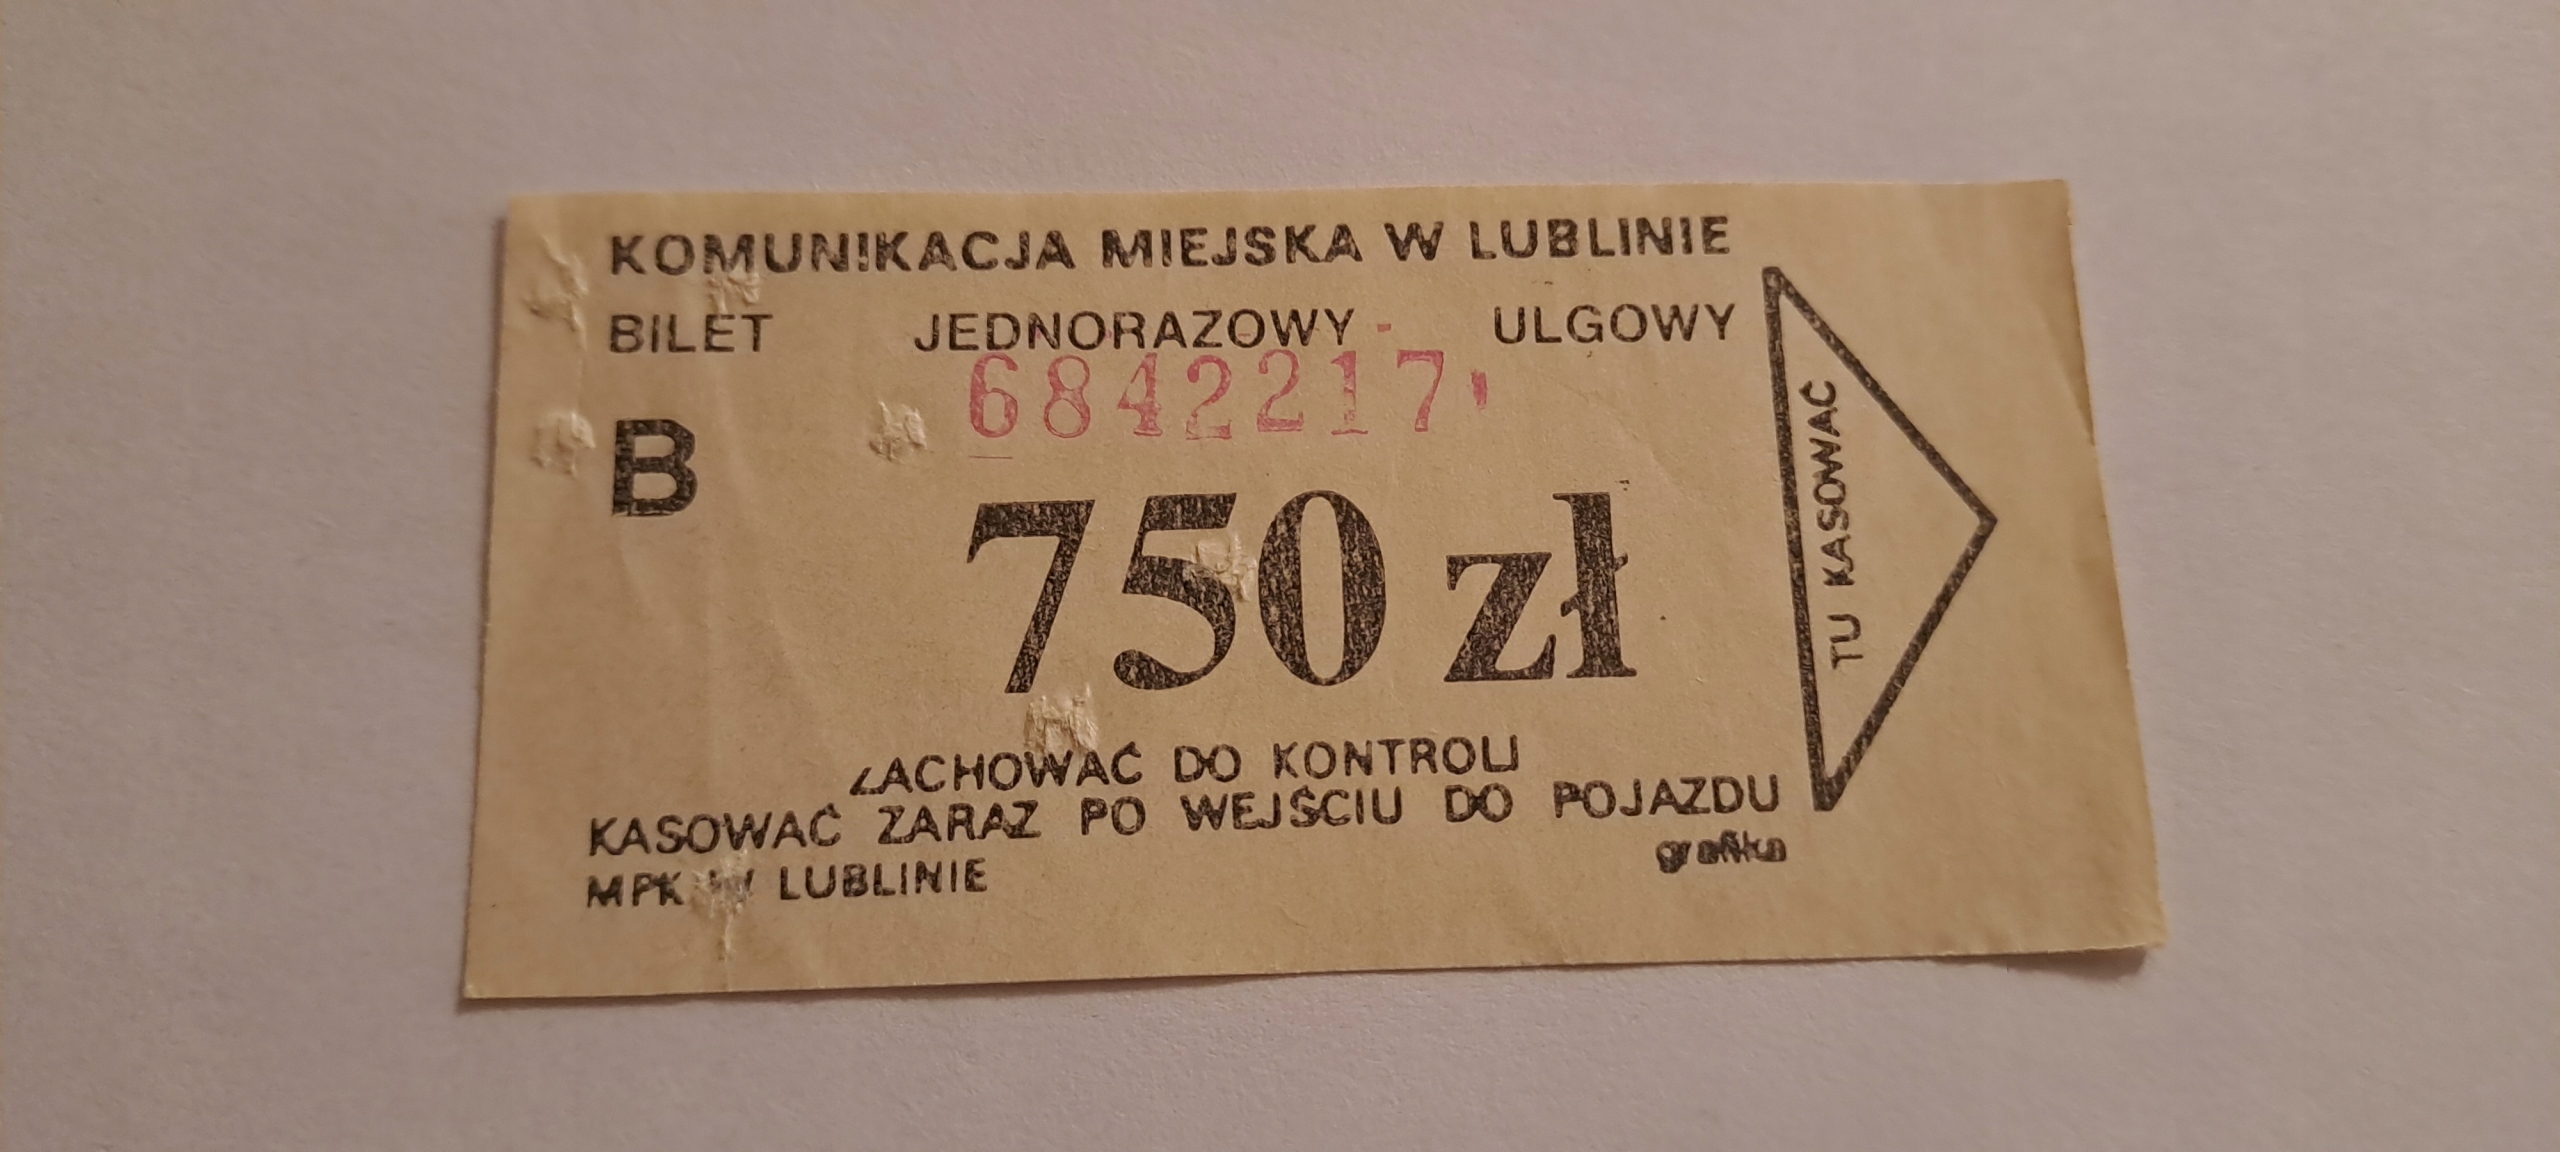 KOMUNIKACJA MIEJSKA W LUBLINIE
BILET JEDNORAZOWY - ULGOWY
6842217
B
750 zł
ZACHOWAĆ DO KONTROLI
KASOWAĆ ZARAZ PO WEJŚCIU DO POJAZDU
grafika
MPK W LUBLINIE
TU KASOWAĆ